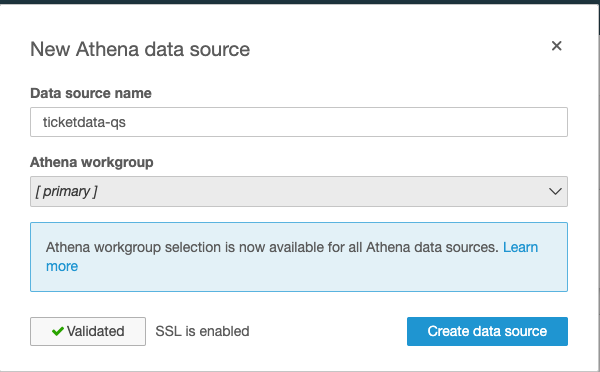 New Athena data source
Data source name
ticketdata-qs
Athena workgroup
[ primary ]
Athena workgroup selection is now available for all Athena data sources. Learn
more
Validated SSL is enabled Create data source